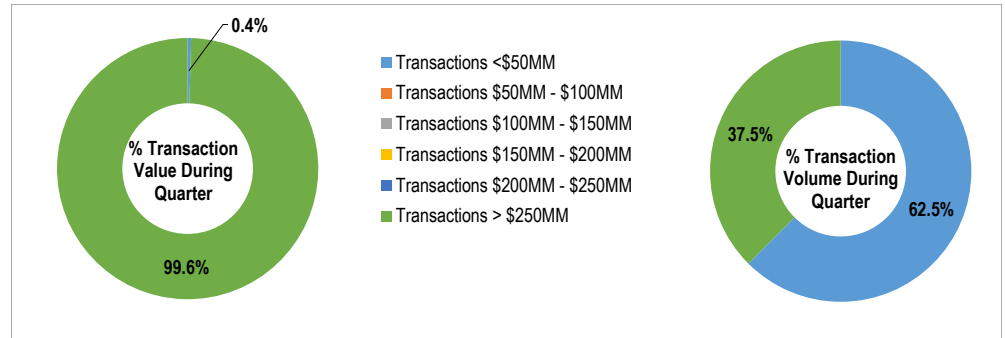 0.4%
% Transaction
Value During
Quarter
99.6%
Transactions <$50MM
Transactions $50MM - $100MM
Transactions $100MM - $150MM
Transactions $150MM - $200MM
Transactions $200MM - $250MM
Transactions > $250MM
37.5%
% Transaction
Volume During
Quarter
62.5%